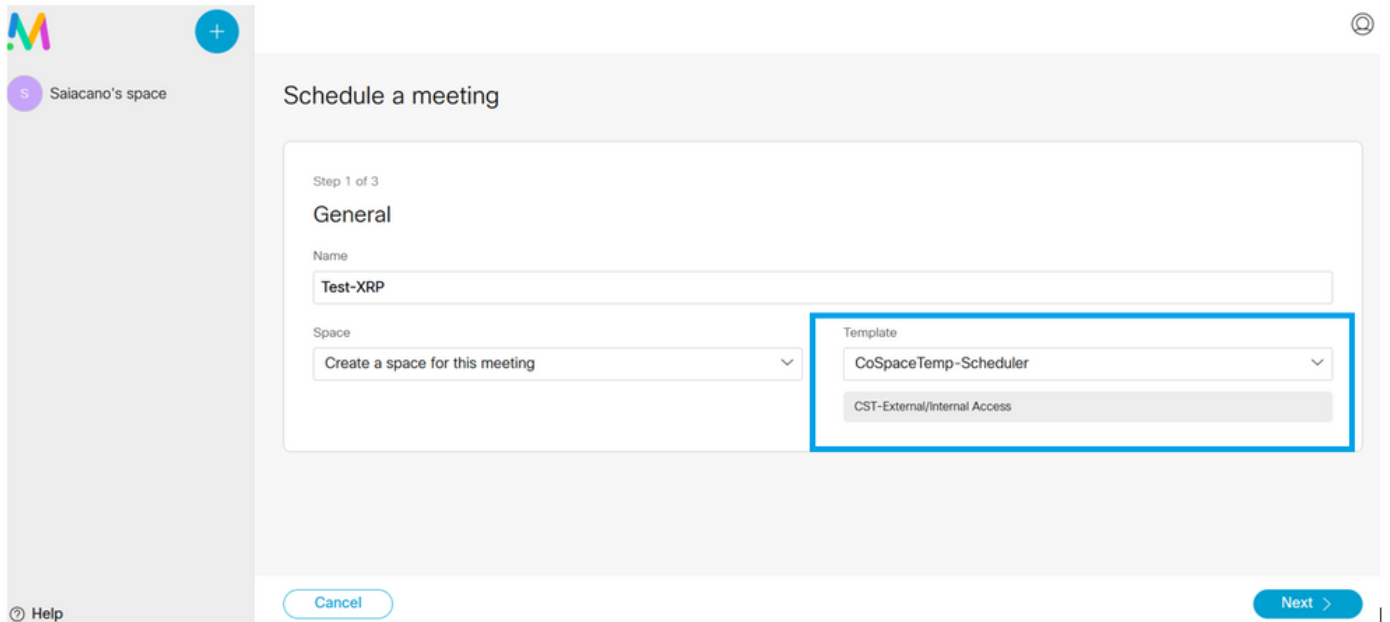 M
+
S
Saiacano's space
Schedule a meeting
Step 1 of 3
General
Name
Test-XRP
Space
Create a space for this meeting
Template
CoSpaceTemp-Scheduler
CST-External/Internal Access
? Help
Cancel
Next >